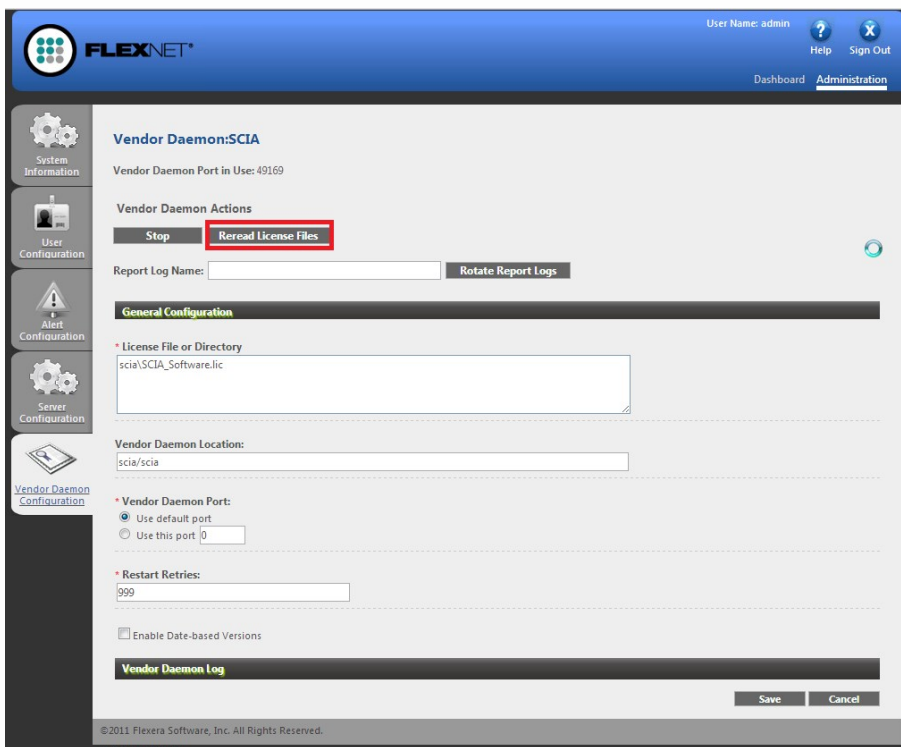 User Name: admin
? X
FLEXNET
Help Sign Out
Dashboard Administration
System
Information
User
Configuration
Alert
Configuration
Server
Configuration
Vendor Daemon
Configuration
Vendor Daemon:SCIA
Vendor Daemon Port in Use: 49169
Vendor Daemon Actions
Stop Reread License Files
Report Log Name: Rotate Report Logs
General Configuration
* License File or Directory
scia\SCIA_Software.lic
Vendor Daemon Location:
scia/scia
* Vendor Daemon Port:
Use default port
Use this port 0
* Restart Retries:
999
Enable Date-based Versions
Vendor Daemon Log
Save Cancel
©2011 Flexera Software, Inc. All Rights Reserved.